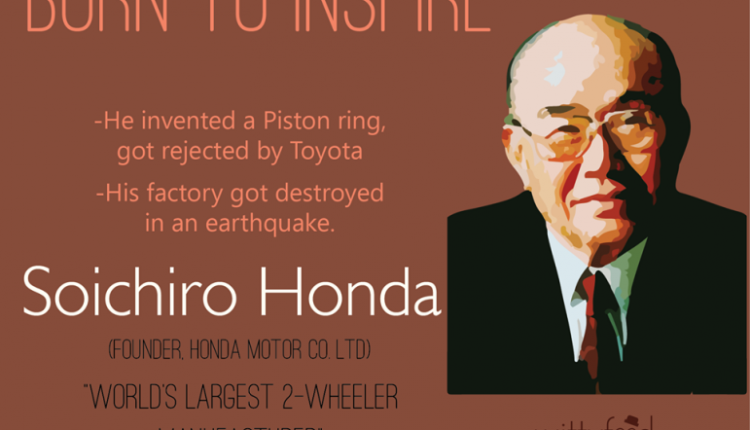 BORN TO INSPIRE
-He invented a Piston ring,
got rejected by Toyota
-His factory got destroyed
in an earthquake.
Soichiro Honda
(FOUNDER, HONDA MOTOR CO. LTD)
"WORLD'S LARGEST 2-WHEELER